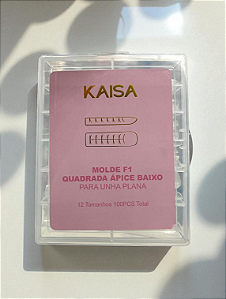 KAISA
MOLDE F1
QUADRADA ÁPICE BAIXO
PARA UNHA PLANA
12 Tamanhos 100PCS Total